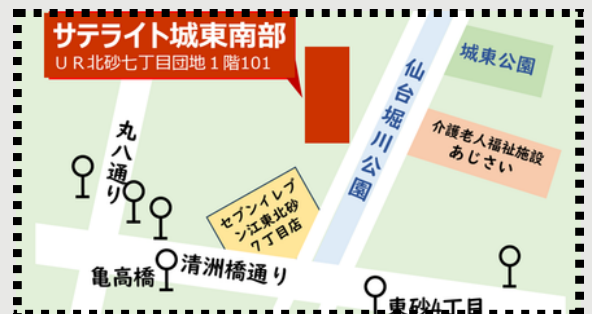 サテライト城東南部
UR北砂七丁目団地1階101
仙台堀川公園
城東公園
介護老人福祉施設
あじさい
丸八通り
セブンイレブ
ン江東北砂
7丁目店
清洲橋通り
亀高橋
東砂4丁目